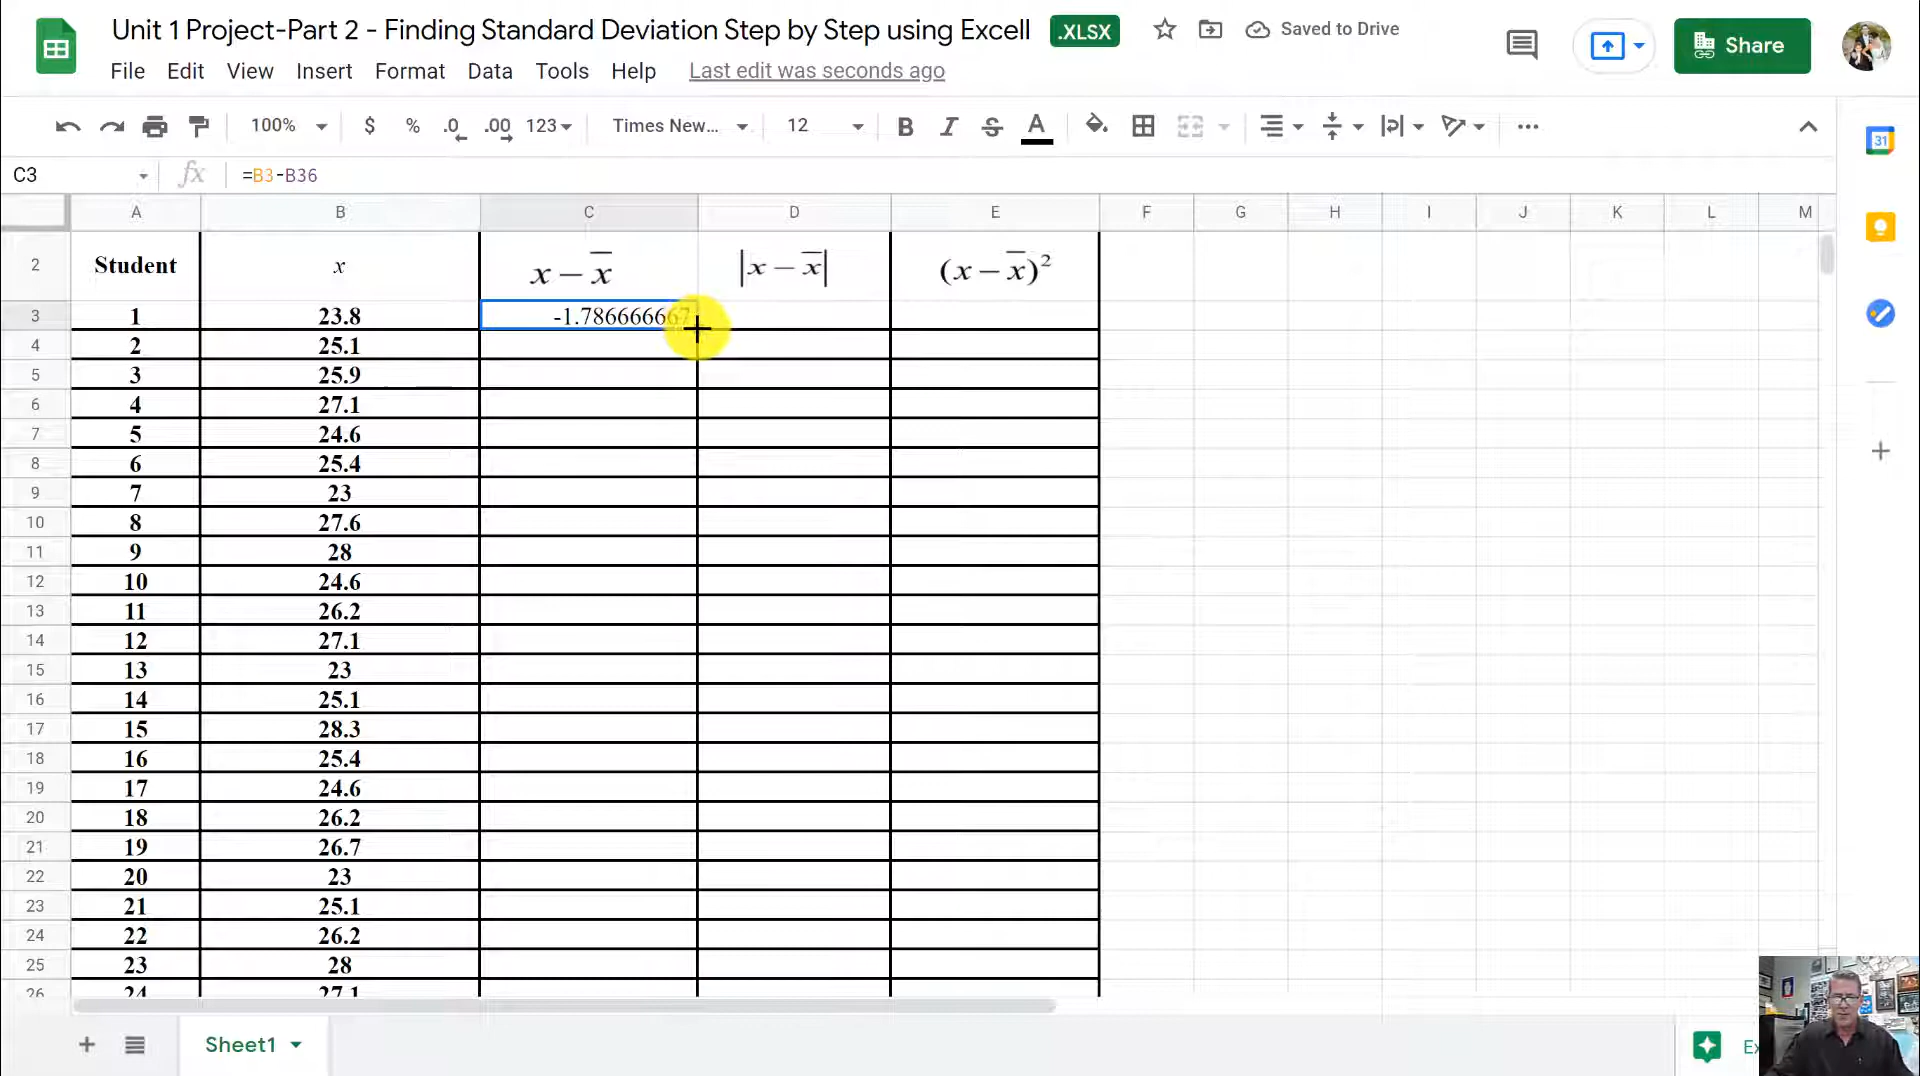 Unit 1 Project-Part 2 - Finding Standard Deviation Step by Step using Excell .XLSX Saved to Drive
File Edit View Insert Format Data Tools Help Last edit was seconds ago
Share
100% $ % .0 .00 123 Times New... 12 B I S A
31
C3 fx =B3-B36
A B C D E F G H I J K L M
2 Student x x − x̅ |x − x̅| (x − x̅)²
3 1 23.8 -1.786666667
4 2 25.1
5 3 25.9
6 4 27.1
7 5 24.6
8 6 25.4
9 7 23
10 8 27.6
11 9 28
12 10 24.6
13 11 26.2
14 12 27.1
15 13 23
16 14 25.1
17 15 28.3
18 16 25.4
19 17 24.6
20 18 26.2
21 19 26.7
22 20 23
23 21 25.1
24 22 26.2
25 23 28
26 24 27.1
Sheet1